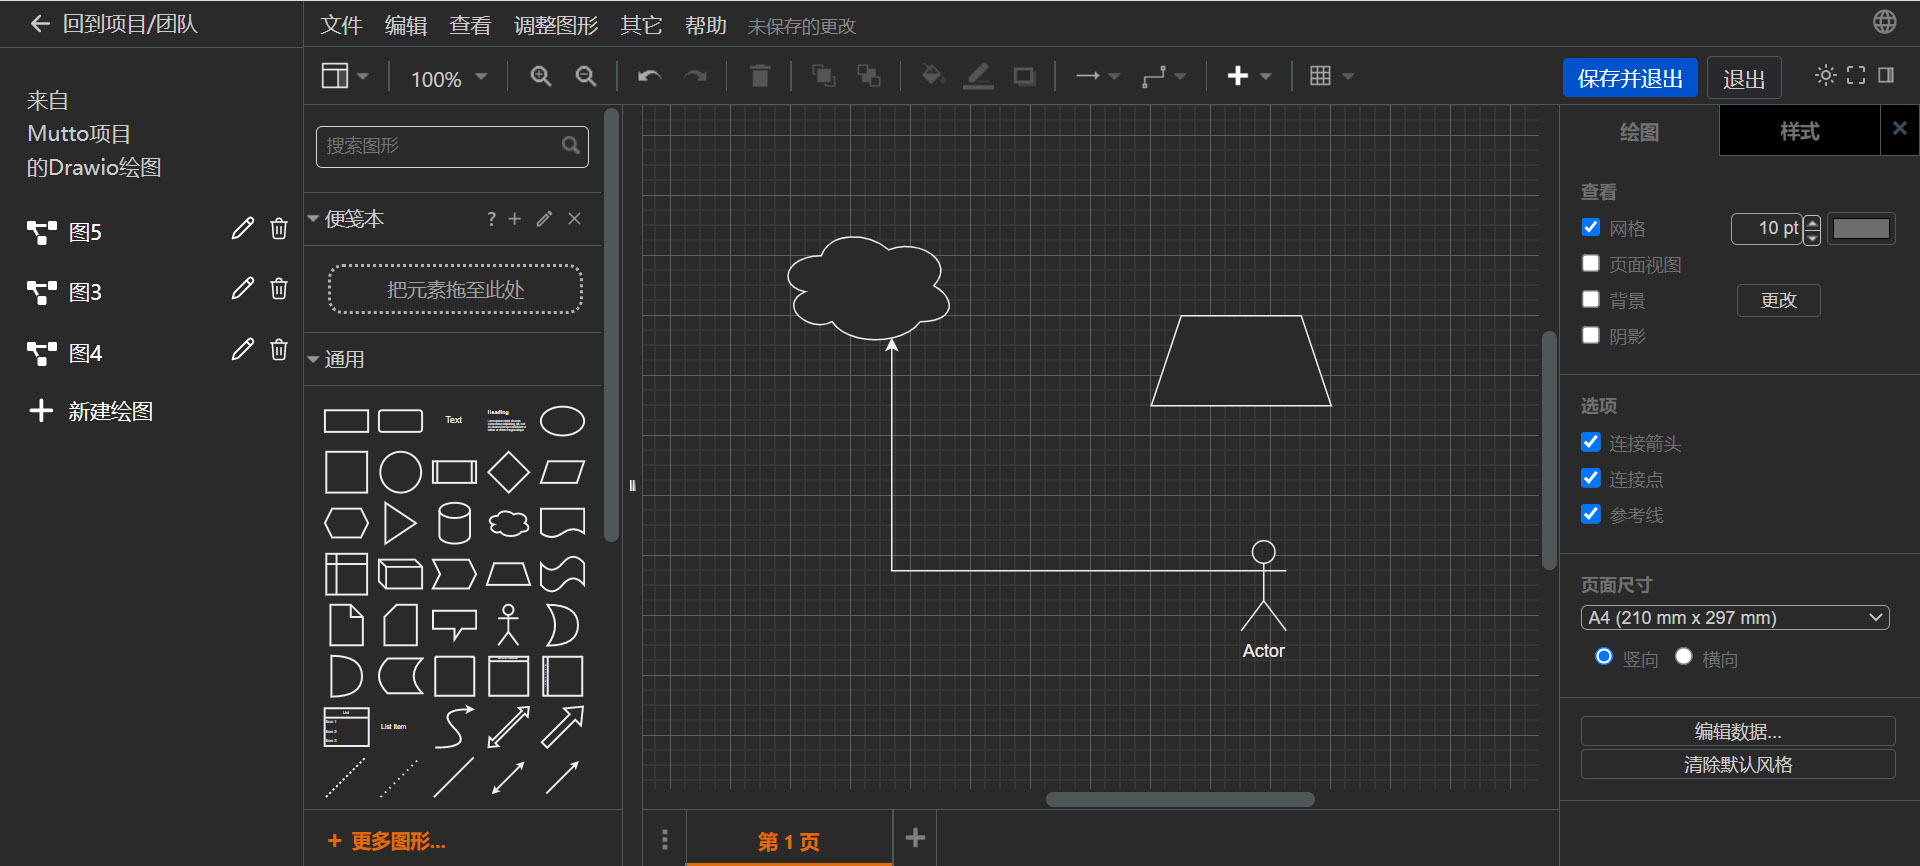 回到项目/团队
文件 编辑 查看 调整图形 其它 帮助 未保存的更改
100%
保存并退出 退出
来自
Mutto项目
的Drawio绘图
图5
图3
图4
新建绘图
搜索图形
便笺本 ?
把元素拖至此处
通用
Text
Heading
List
Item 1
Item 2
Item 3
List Item
更多图形...
Actor
第 1 页
绘图 样式
查看
网格 10 pt
页面视图
背景 更改
阴影
选项
连接箭头
连接点
参考线
页面尺寸
A4 (210 mm x 297 mm)
竖向 横向
编辑数据...
清除默认风格